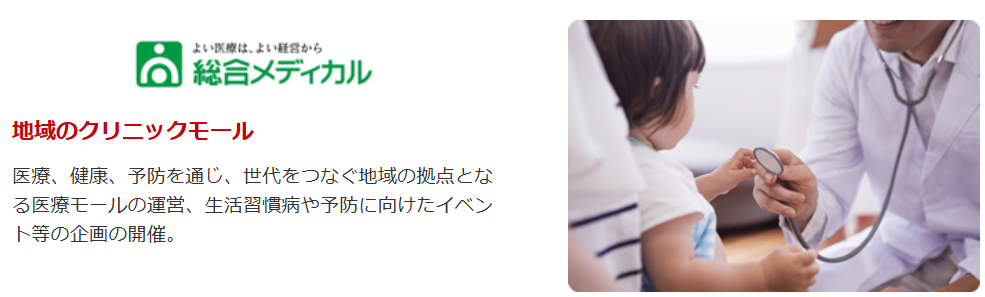 よい医療は、よい経営から
総合メディカル
地域のクリニックモール
医療、健康、予防を通じ、世代をつなぐ地域の拠点とな
る医療モールの運営、生活習慣病や予防に向けたイベン
ト等の企画の開催。